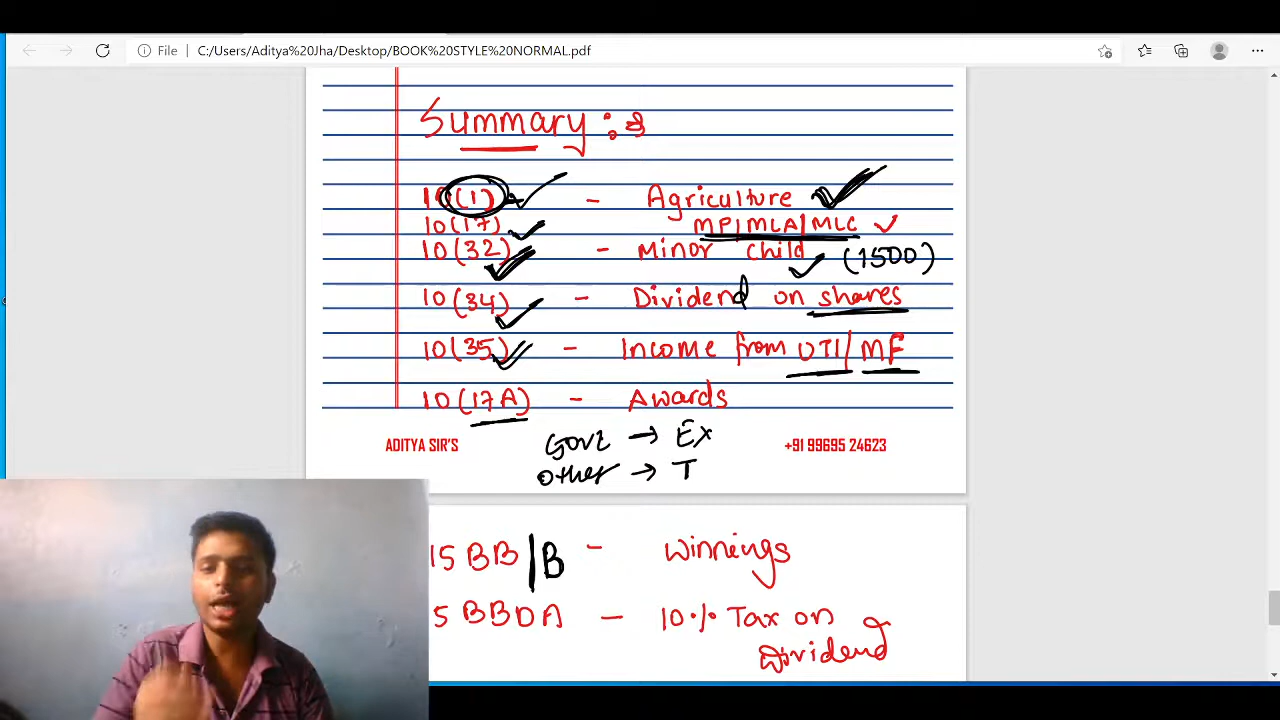 File C:/Users/Aditya%20Jha/Desktop/BOOK%20STYLE%20NORMAL.pdf
Summary :
10(1) - Agriculture
10(17) MP/MLA/MLC
10(32) - Minor child (1500)
10(34) - Dividend on shares
10(35) - Income from UTI/MF
10(17A) - Awards
ADITYA SIR'S +91 99695 24623
Govt → Ex
Other → T
15 BB|B - Winnings
5 BBDA - 10% Tax on
Dividend